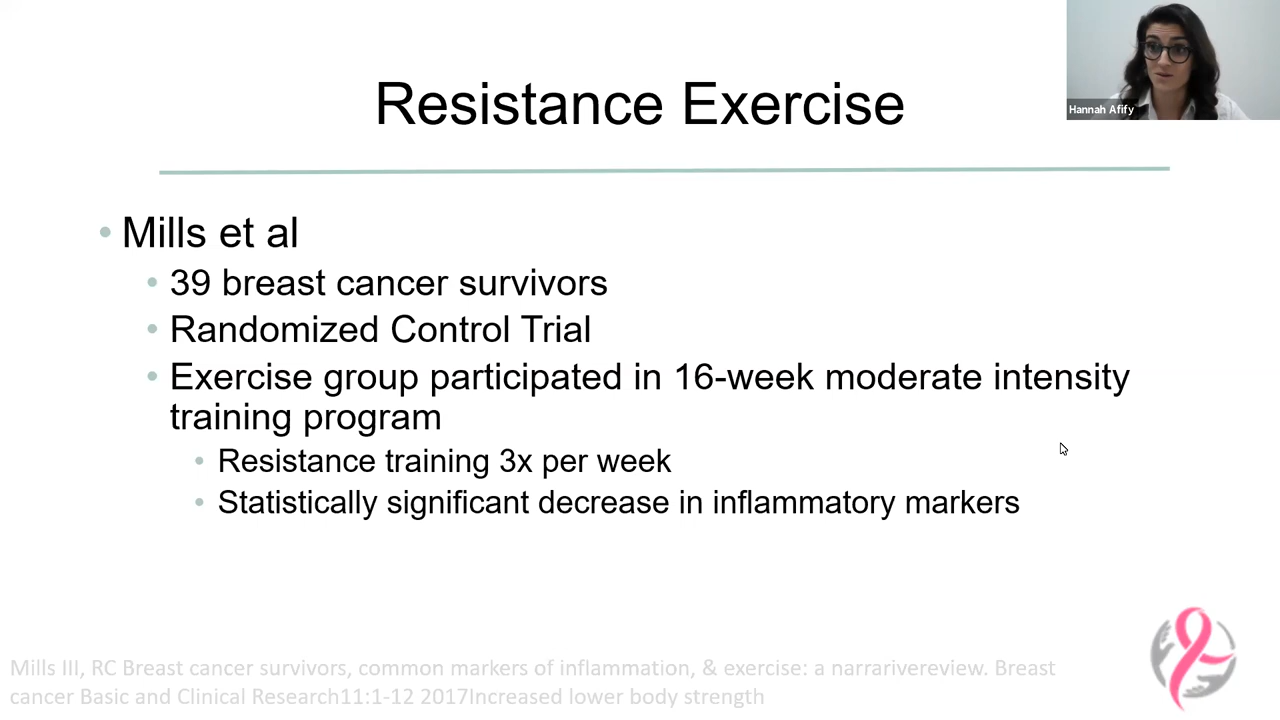 Resistance Exercise
Hannah Afify
• Mills et al
• 39 breast cancer survivors
• Randomized Control Trial
• Exercise group participated in 16-week moderate intensity
training program
• Resistance training 3x per week
• Statistically significant decrease in inflammatory markers
Mills III, RC Breast cancer survivors, common markers of inflammation, & exercise: a narrarivereview. Breast
cancer Basic and Clinical Research11:1-12 2017Increased lower body strength